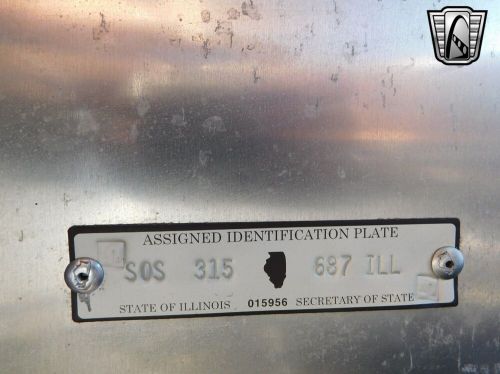 ASSIGNED IDENTIFICATION PLATE
SOS 315 687 ILL
STATE OF ILLINOIS 015956 SECRETARY OF STATE